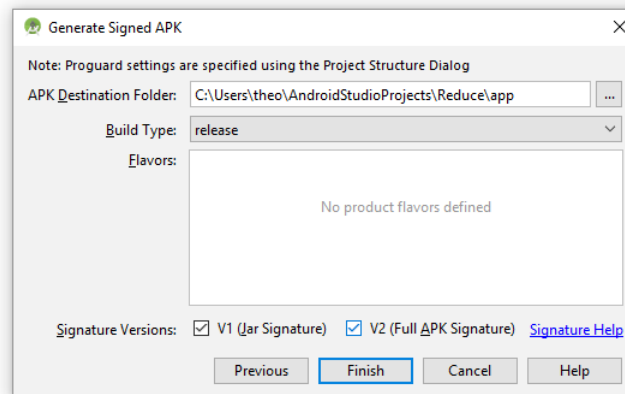 Generate Signed APK
Note: Proguard settings are specified using the Project Structure Dialog
APK Destination Folder: C:\Users\theo\AndroidStudioProjects\Reduce\app ...
Build Type: release
Flavors:
No product flavors defined
Signature Versions: V1 (Jar Signature) V2 (Full APK Signature) Signature Help
Previous Finish Cancel Help